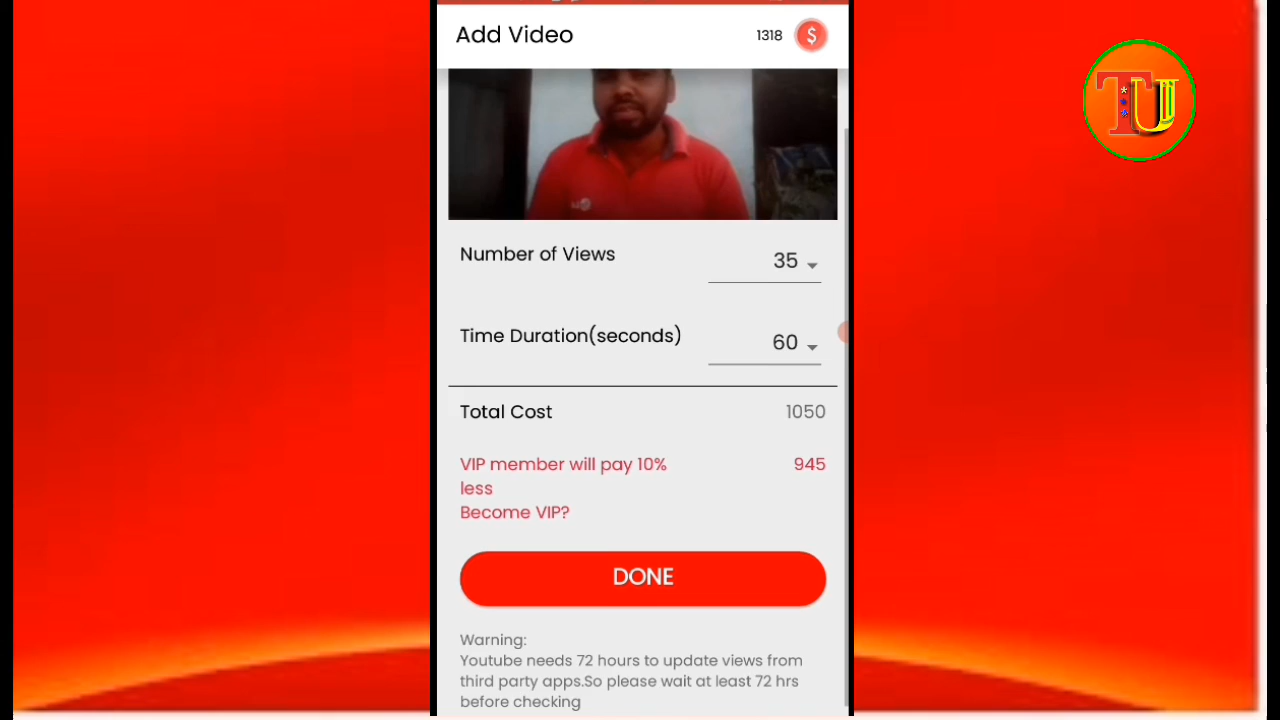 Add Video
1318
$
TU
Number of Views
35
Time Duration(seconds)
60
Total Cost
1050
VIP member will pay 10%
945
less
Become VIP?
DONE
Warning:
Youtube needs 72 hours to update views from
third party apps.So please wait at least 72 hrs
before checking